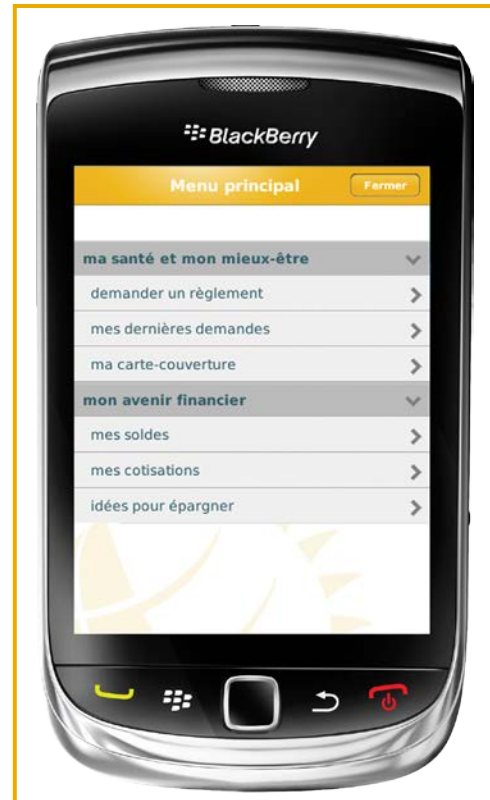 BlackBerry
Menu principal Fermer
ma santé et mon mieux-être
demander un règlement
mes dernières demandes
ma carte-couverture
mon avenir financier
mes soldes
mes cotisations
idées pour épargner